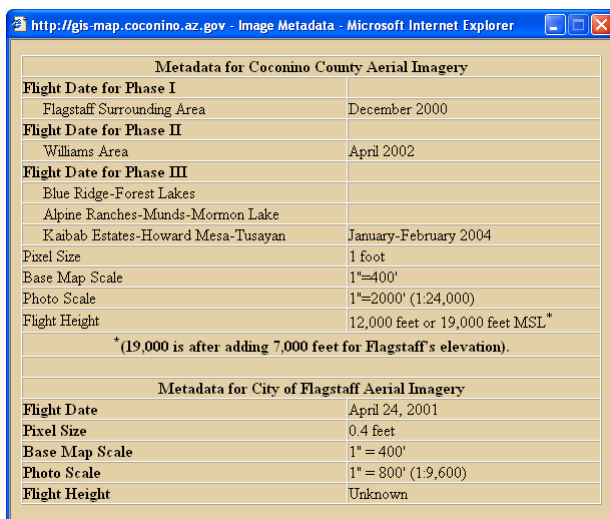 http://gis-map.coconino.az.gov - Image Metadata - Microsoft Internet Explorer
Metadata for Coconino County Aerial Imagery
Flight Date for Phase I
Flagstaff Surrounding Area December 2000
Flight Date for Phase II
Williams Area April 2002
Flight Date for Phase III
Blue Ridge-Forest Lakes
Alpine Ranches-Munds-Mormon Lake
Kaibab Estates-Howard Mesa-Tusayan January-February 2004
Pixel Size 1 foot
Base Map Scale 1"=400'
Photo Scale 1"=2000' (1:24,000)
Flight Height 12,000 feet or 19,000 feet MSL*
*(19,000 is after adding 7,000 feet for Flagstaff's elevation).
Metadata for City of Flagstaff Aerial Imagery
Flight Date April 24, 2001
Pixel Size 0.4 feet
Base Map Scale 1" = 400'
Photo Scale 1" = 800' (1:9,600)
Flight Height Unknown